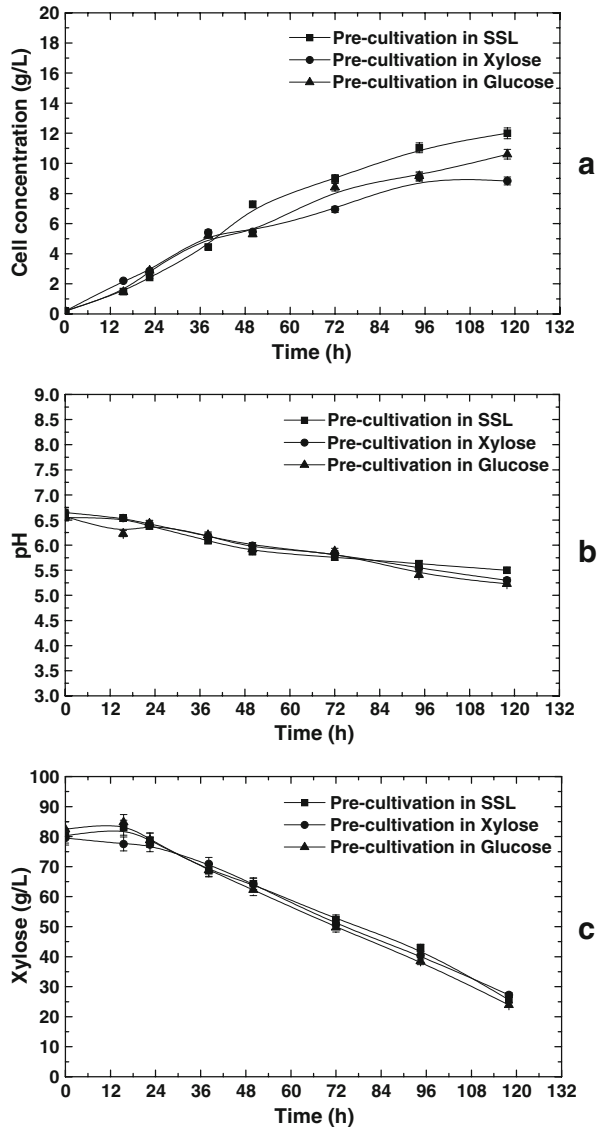 Pre-cultivation in SSL
Pre-cultivation in Xylose
Pre-cultivation in Glucose
Cell concentration (g/L)
20
18
16
14
12
10
8
6
4
2
0
0 12 24 36 48 60 72 84 96 108 120 132
Time (h)
a
Pre-cultivation in SSL
Pre-cultivation in Xylose
Pre-cultivation in Glucose
pH
9.0
8.5
8.0
7.5
7.0
6.5
6.0
5.5
5.0
4.5
4.0
3.5
3.0
0 12 24 36 48 60 72 84 96 108 120 132
Time (h)
b
Pre-cultivation in SSL
Pre-cultivation in Xylose
Pre-cultivation in Glucose
Xylose (g/L)
100
90
80
70
60
50
40
30
20
10
0
0 12 24 36 48 60 72 84 96 108 120 132
Time (h)
c